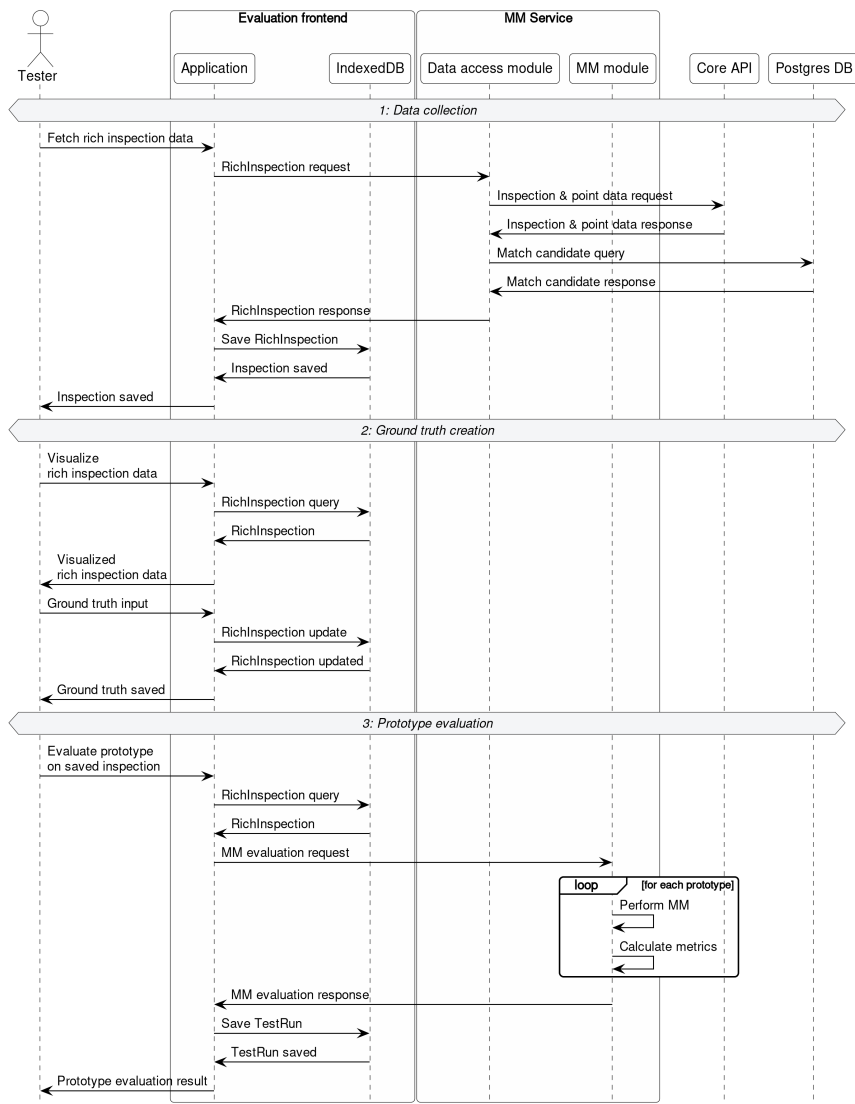 Evaluation frontend
MM Service
Tester
Application
IndexedDB
Data access module
MM module
Core API
Postgres DB
1: Data collection
Fetch rich inspection data
RichInspection request
Inspection & point data request
Inspection & point data response
Match candidate query
Match candidate response
RichInspection response
Save RichInspection
Inspection saved
Inspection saved
2: Ground truth creation
Visualize
rich inspection data
RichInspection query
RichInspection
Visualized
rich inspection data
Ground truth input
RichInspection update
RichInspection updated
Ground truth saved
3: Prototype evaluation
Evaluate prototype
on saved inspection
RichInspection query
RichInspection
MM evaluation request
loop
[for each prototype]
Perform MM
Calculate metrics
MM evaluation response
Save TestRun
TestRun saved
Prototype evaluation result